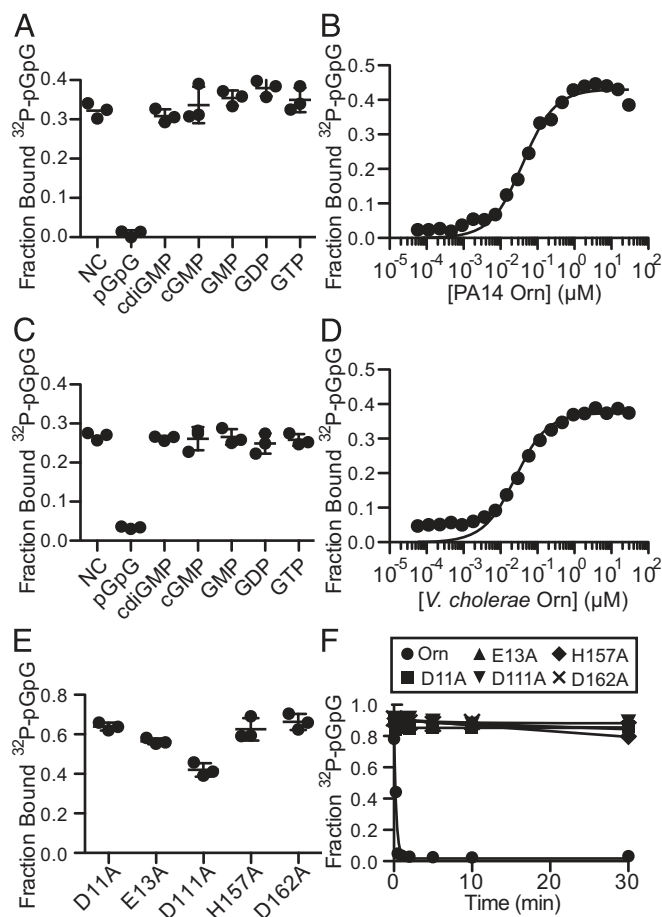 A
Fraction Bound ³²P-pGpG
0.4
0.3
0.2
0.1
0.0
NC
pGpG
cdiGMP
cGMP
GMP
GDP
GTP
B
Fraction Bound ³²P-pGpG
0.5
0.4
0.3
0.2
0.1
0.0
10⁻⁵ 10⁻⁴ 10⁻³ 10⁻² 10⁻¹ 10⁰ 10¹ 10²
[PA14 Orn] (µM)
C
Fraction Bound ³²P-pGpG
0.4
0.3
0.2
0.1
0.0
NC
pGpG
cdiGMP
cGMP
GMP
GDP
GTP
D
Fraction Bound ³²P-pGpG
0.5
0.4
0.3
0.2
0.1
0.0
10⁻⁵ 10⁻⁴ 10⁻³ 10⁻² 10⁻¹ 10⁰ 10¹ 10²
[V. cholerae Orn] (µM)
E
Fraction Bound ³²P-pGpG
0.8
0.6
0.4
0.2
0.0
D11A
E13A
D111A
H157A
D162A
F
Orn E13A H157A
D11A D111A D162A
Fraction ³²P-pGpG
1.0
0.8
0.6
0.4
0.2
0.0
0 10 20 30
Time (min)